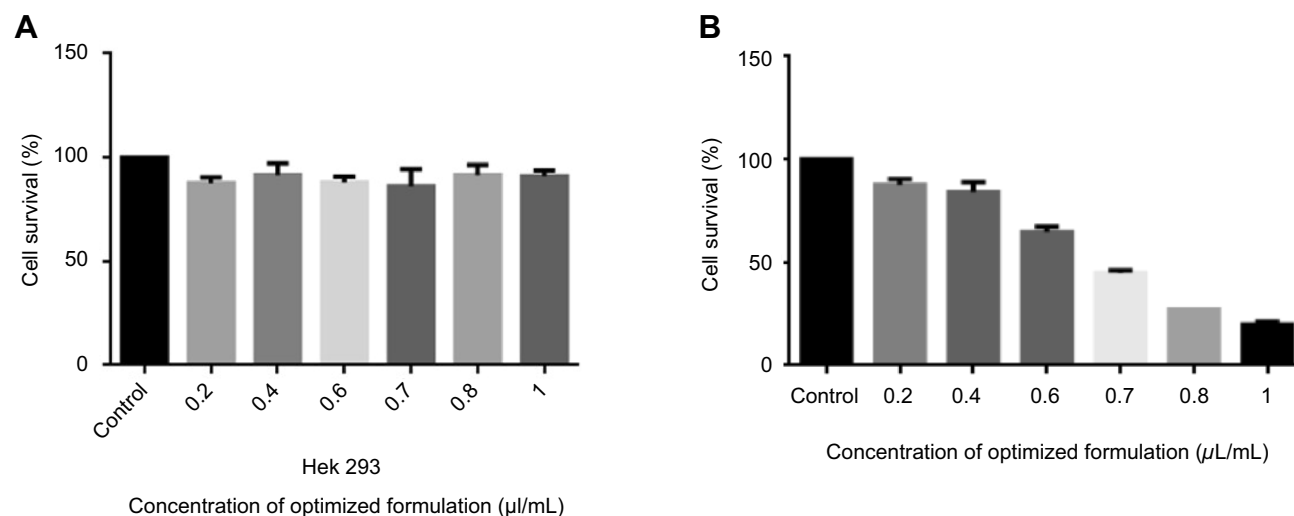 A
150
100
50
0
Cell survival (%)
Control
0.2
0.4
0.6
0.7
0.8
1
Hek 293
Concentration of optimized formulation (µl/mL)
B
150
100
50
0
Cell survival (%)
Control 0.2 0.4 0.6 0.7 0.8 1
Concentration of optimized formulation (µL/mL)